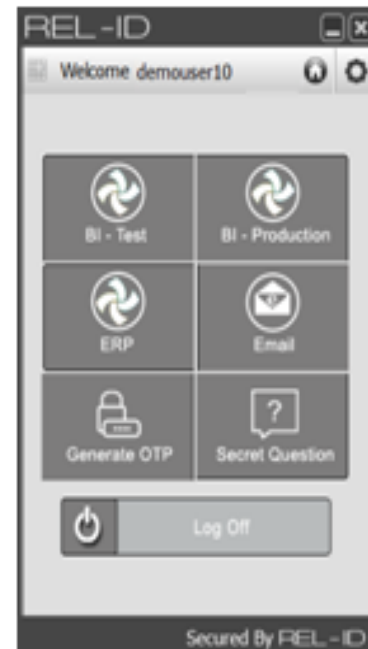 REL-ID
Welcome demouser10
BI - Test
BI - Production
ERP
Email
Generate OTP
?
Secret Question
Log Off
Secured By REL-ID